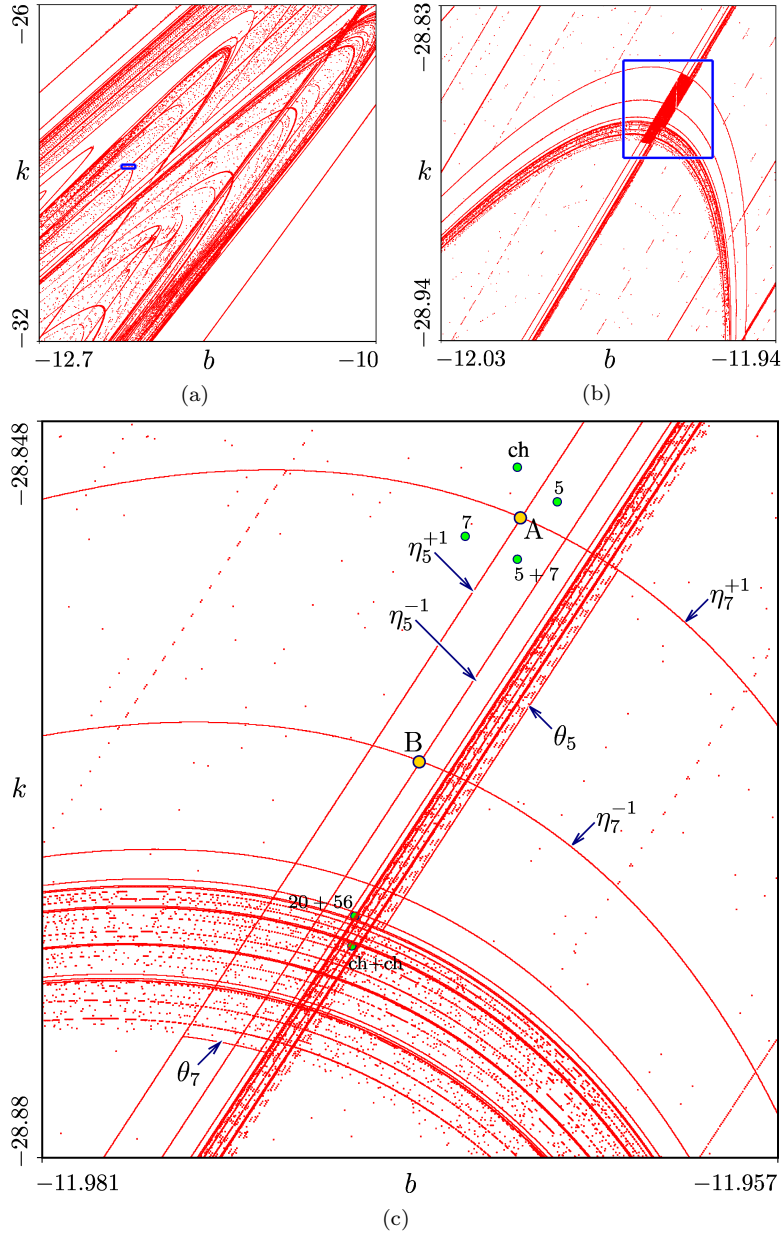 −26
k
−32
−12.7
b
−10
(a)
−28.83
k
−28.94
−12.03
b
−11.94
(b)
−28.848
ch
5
7
A
η₅⁺¹
5 + 7
η₇⁺¹
η₅⁻¹
θ₅
B
k
η₇⁻¹
20 + 56
ch+ch
θ₇
−28.88
−11.981
b
−11.957
(c)